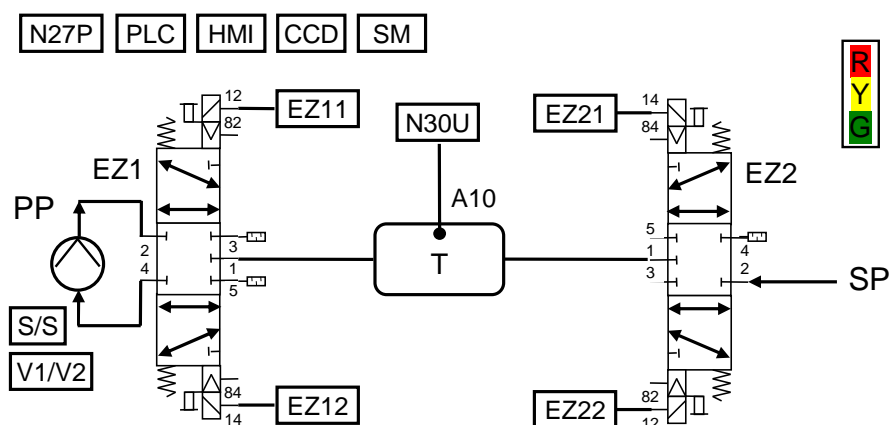 N27P PLC HMI CCD SM
R
Y
G
12
EZ11
82
EZ1
PP
2
4
3
1
5
S/S
V1/V2
84
14
EZ12
N30U
A10
T
14
EZ21
84
EZ2
5
1
3
4
2
SP
82
12
EZ22